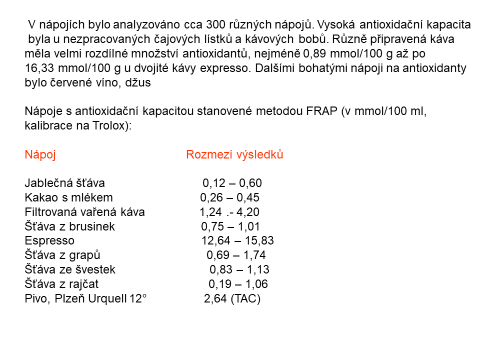 V nápojích bylo analyzováno cca 300 různých nápojů. Vysoká antioxidační kapacita
byla u nezpracovaných čajových lístků a kávových bobů. Různě připravená káva
měla velmi rozdílné množství antioxidantů, nejméně 0,89 mmol/100 g až po
16,33 mmol/100 g u dvojité kávy expresso. Dalšími bohatými nápoji na antioxidanty
bylo červené víno, džus
Nápoje s antioxidační kapacitou stanovené metodou FRAP (v mmol/100 ml,
kalibrace na Trolox):
Nápoj Rozmezí výsledků
Jablečná šťáva 0,12 – 0,60
Kakao s mlékem 0,26 – 0,45
Filtrovaná vařená káva 1,24 .- 4,20
Šťáva z brusinek 0,75 – 1,01
Espresso 12,64 – 15,83
Šťáva z grapů 0,69 – 1,74
Šťáva ze švestek 0,83 – 1,13
Šťáva z rajčat 0,19 – 1,06
Pivo, Plzeň Urquell 12° 2,64 (TAC)